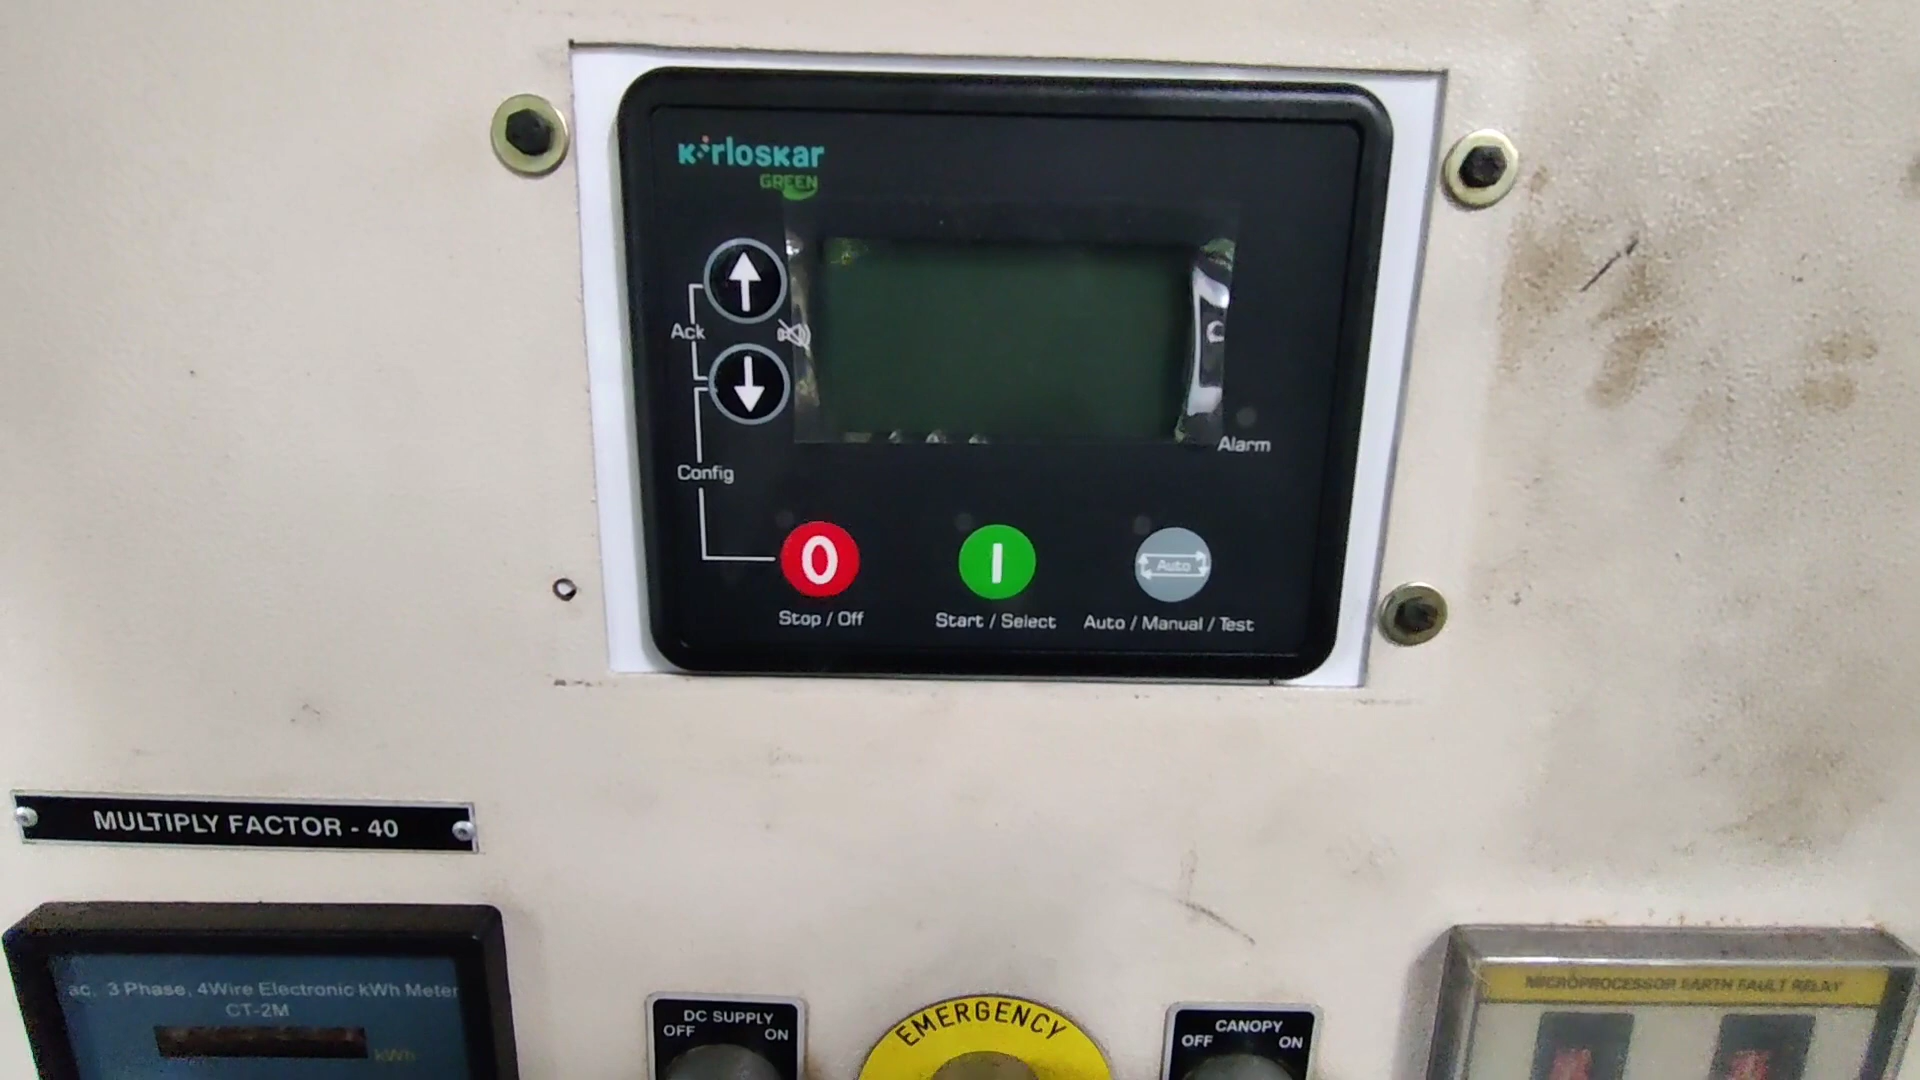 Kirloskar
GREEN
Ack
Config
Alarm
0
I
Auto
Stop / Off
Start / Select
Auto / Manual / Test
MULTIPLY FACTOR - 40
ac. 3 Phase, 4Wire Electronic kWh Meter
CT-2M
kWh
DC SUPPLY
OFF ON
EMERGENCY
CANOPY
OFF ON
MICROPROCESSOR EARTH FAULT RELAY